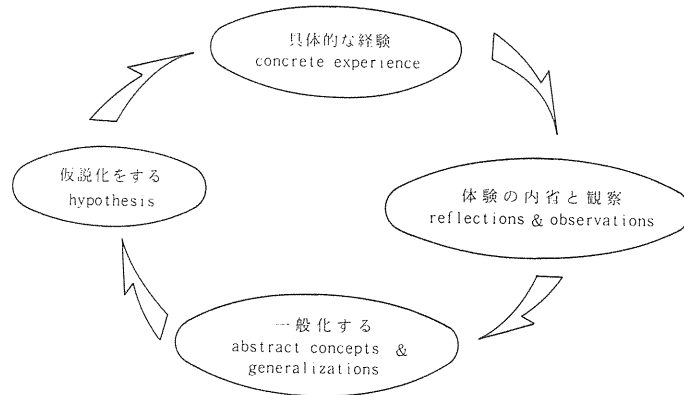 具体的な経験
concrete experience
体験の内省と観察
reflections & observations
一般化する
abstract concepts &
generalizations
仮説化をする
hypothesis